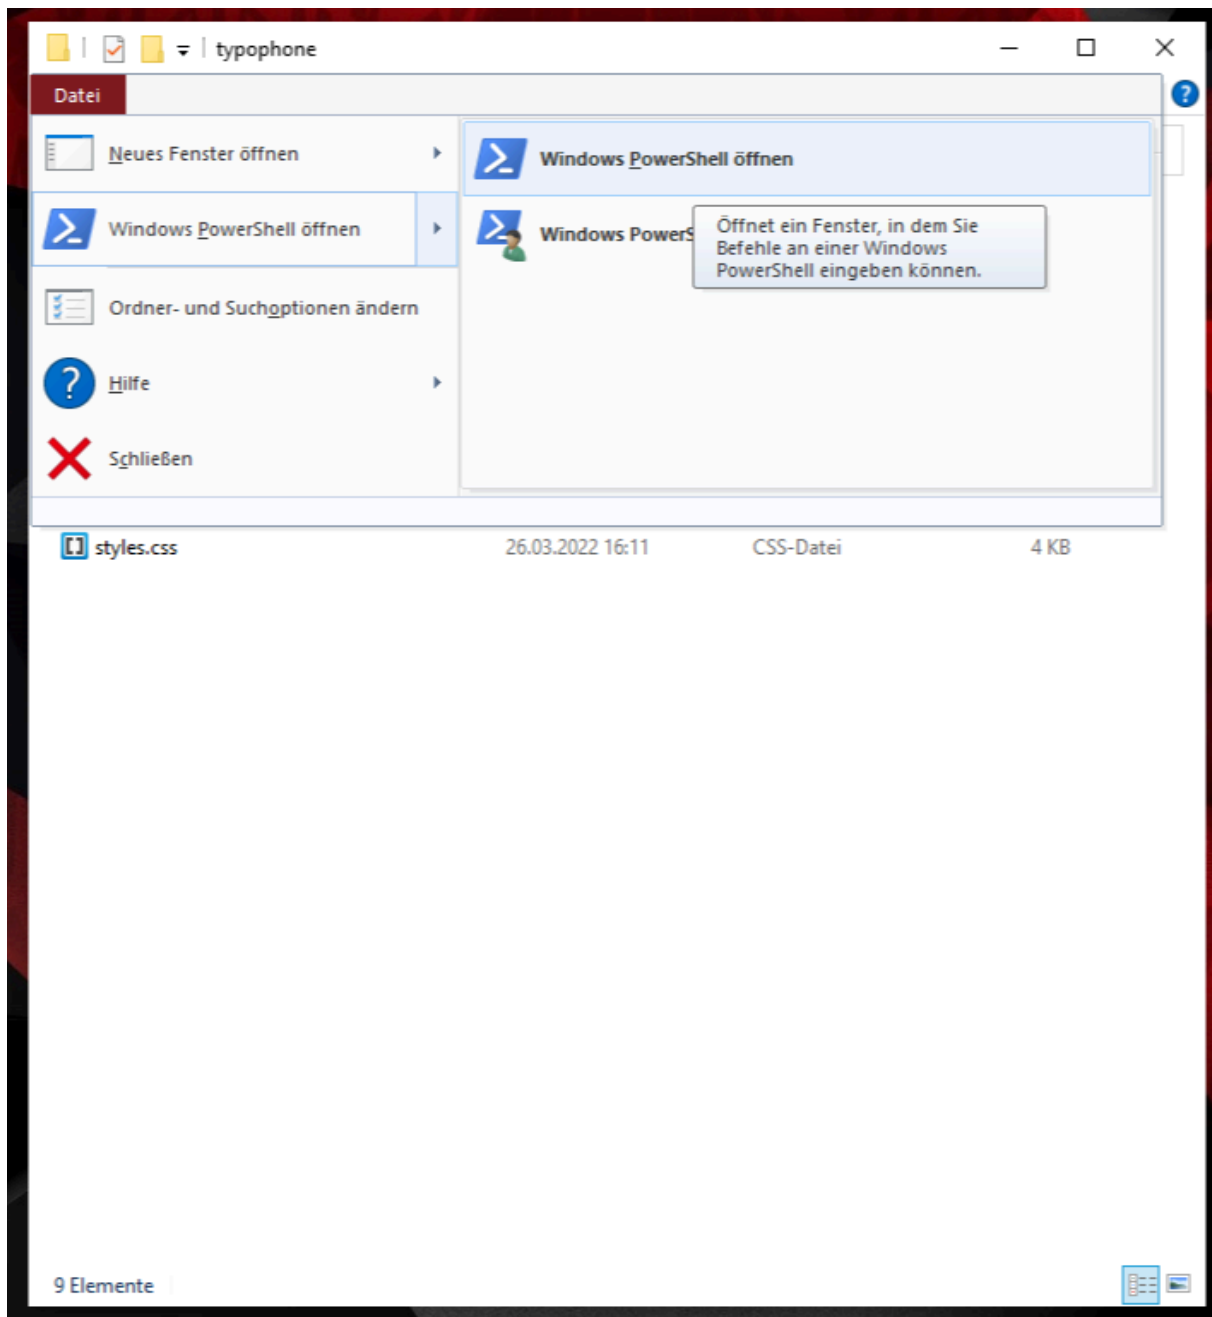 typophone
Datei
Neues Fenster öffnen
Windows PowerShell öffnen
Windows PowerShell öffnen
Windows PowerS
Öffnet ein Fenster, in dem Sie
Befehle an einer Windows
PowerShell eingeben können.
Ordner- und Suchoptionen ändern
Hilfe
Schließen
styles.css 26.03.2022 16:11 CSS-Datei 4 KB
9 Elemente